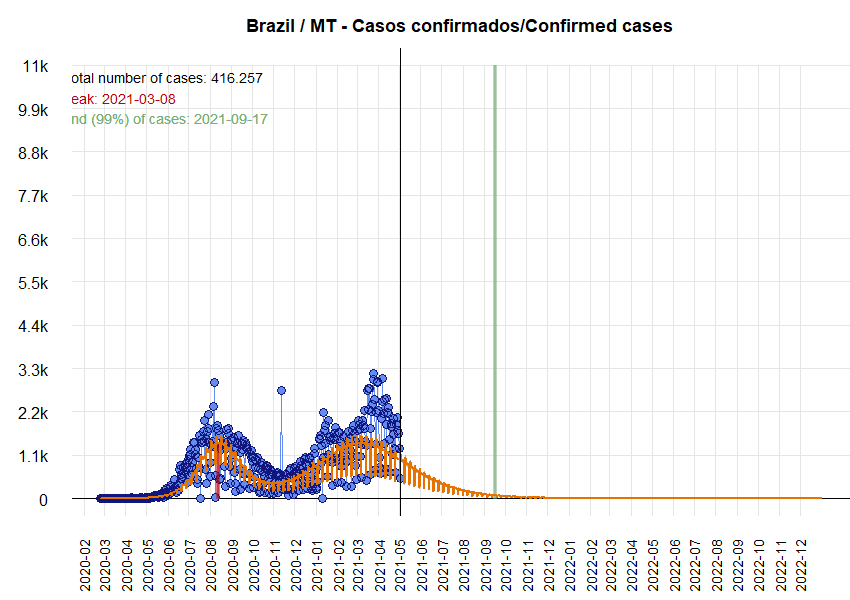 Brazil / MT - Casos confirmados/Confirmed cases
11k
otal number of cases: 416.257
eak: 2021-03-08
nd (99%) of cases: 2021-09-17
9.9k
8.8k
7.7k
6.6k
5.5k
4.4k
3.3k
2.2k
1.1k
0
2020-02
2020-03
2020-04
2020-05
2020-06
2020-07
2020-08
2020-09
2020-10
2020-11
2020-12
2021-01
2021-02
2021-03
2021-04
2021-05
2021-06
2021-07
2021-08
2021-09
2021-10
2021-11
2021-12
2022-01
2022-02
2022-03
2022-04
2022-05
2022-06
2022-07
2022-08
2022-09
2022-10
2022-11
2022-12